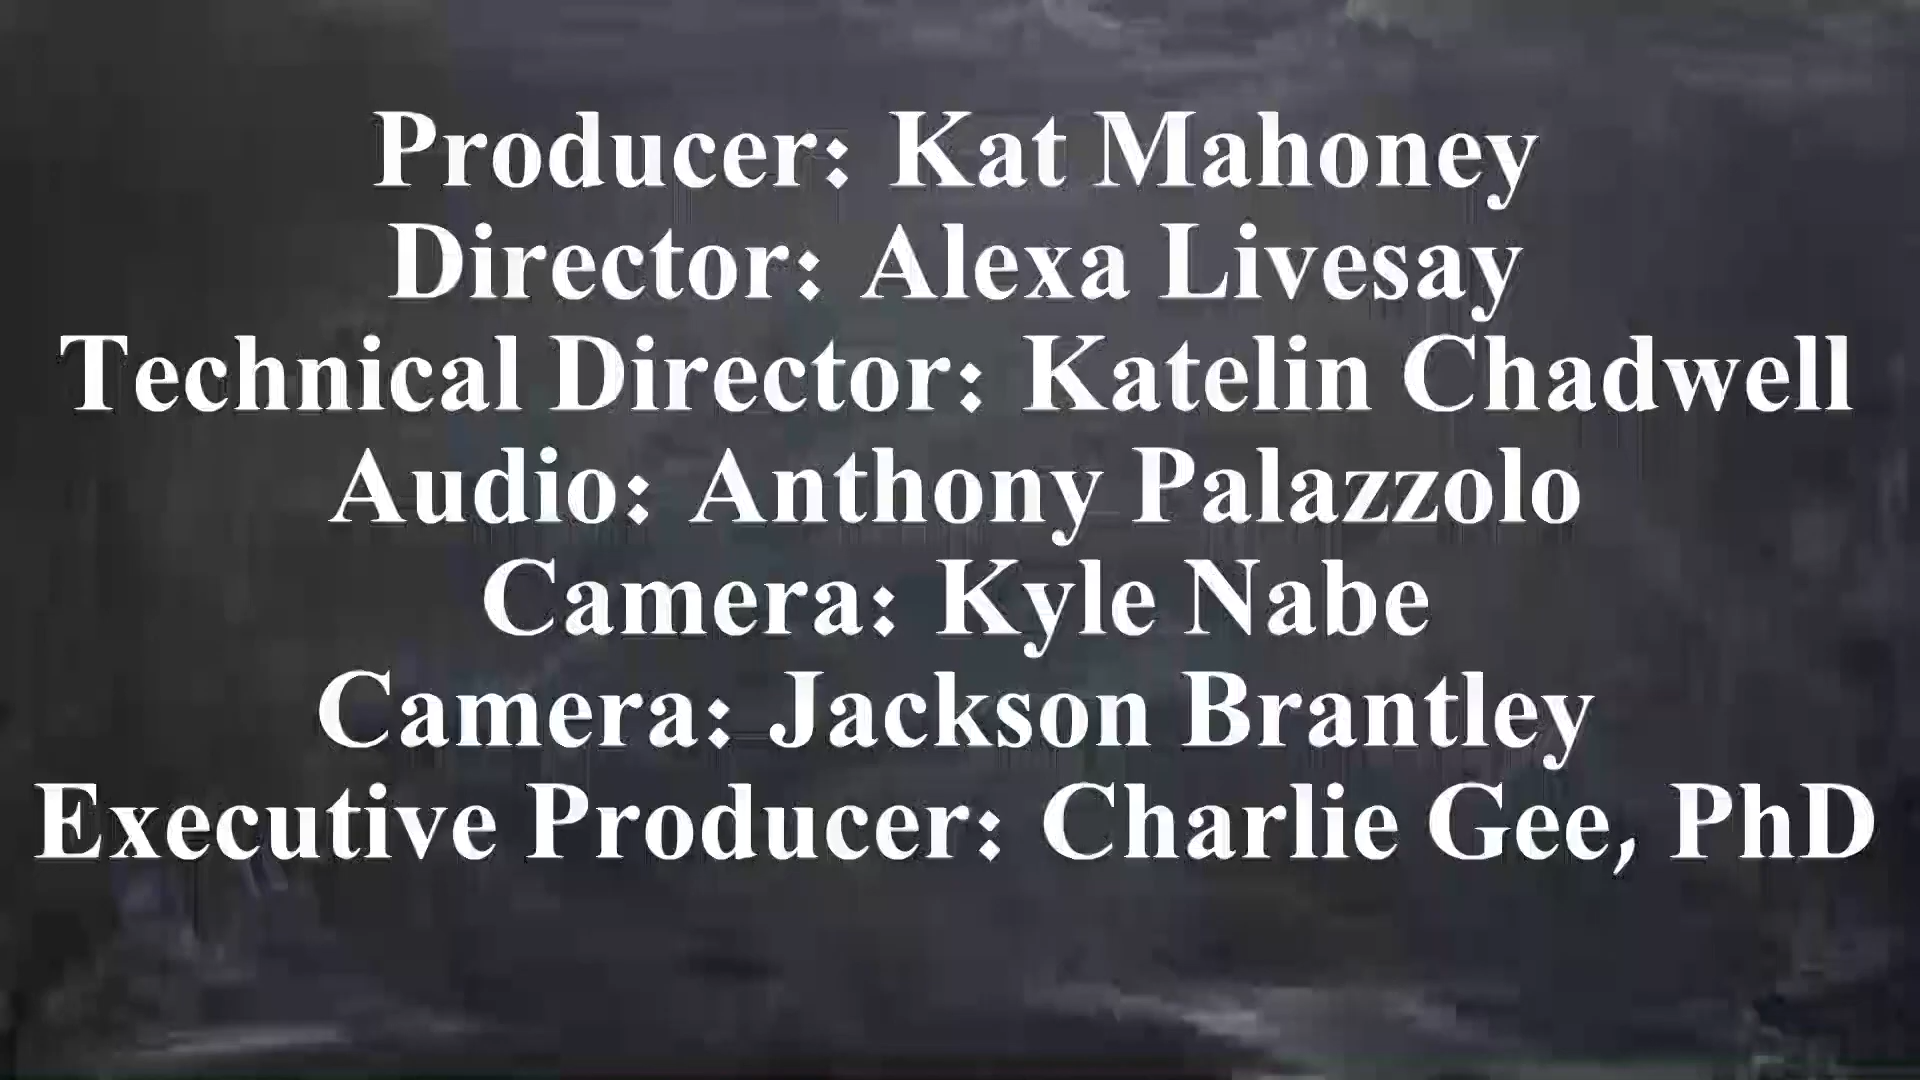 Producer: Kat Mahoney
Director: Alexa Livesay
Technical Director: Katelin Chadwell
Audio: Anthony Palazzolo
Camera: Kyle Nabe
Camera: Jackson Brantley
Executive Producer: Charlie Gee, PhD